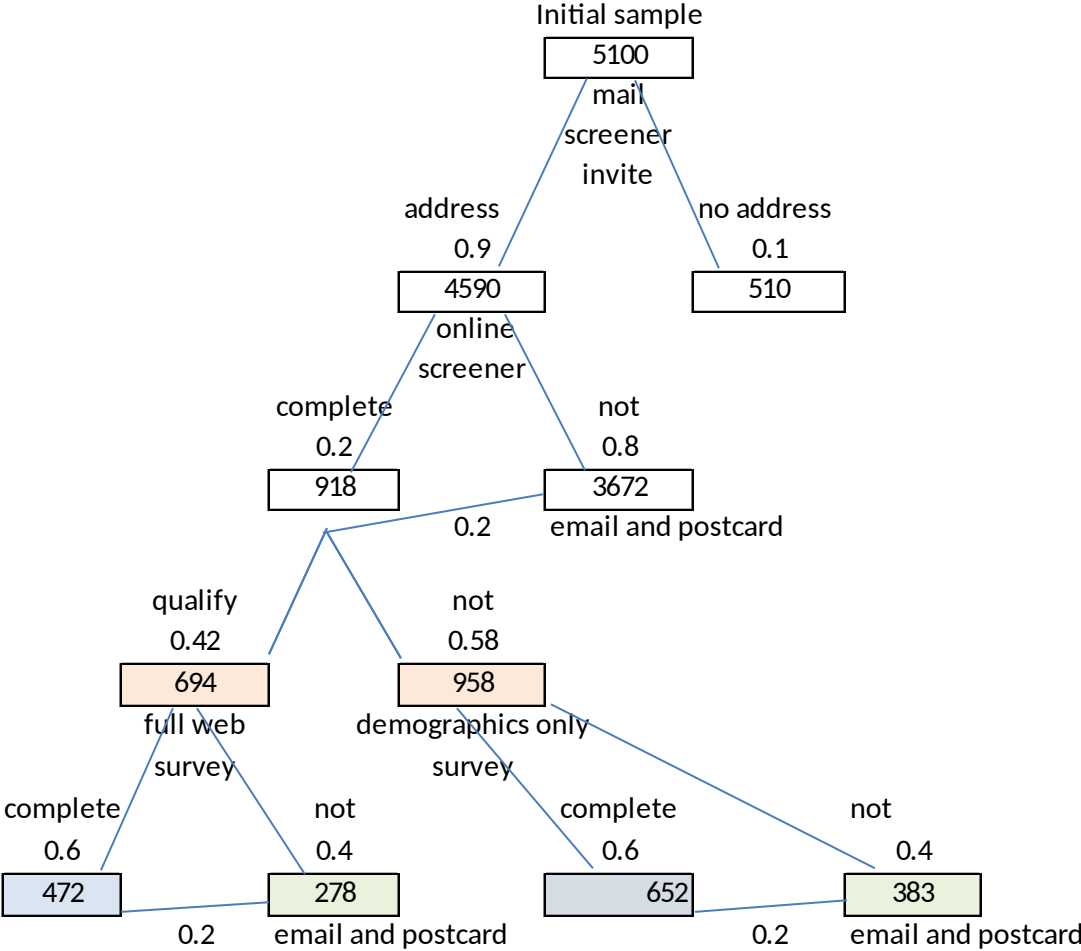 Initial sample
5100
mail
screener
invite
address
no address
0.9
0.1
4590
510
online
screener
complete
not
0.2
0.8
918
3672
0.2
email and postcard
qualify
not
0.42
0.58
694
958
full web
demographics only
survey
survey
complete
not
complete
not
0.6
0.4
0.6
0.4
472
278
652
383
0.2
email and postcard
0.2
email and postcard